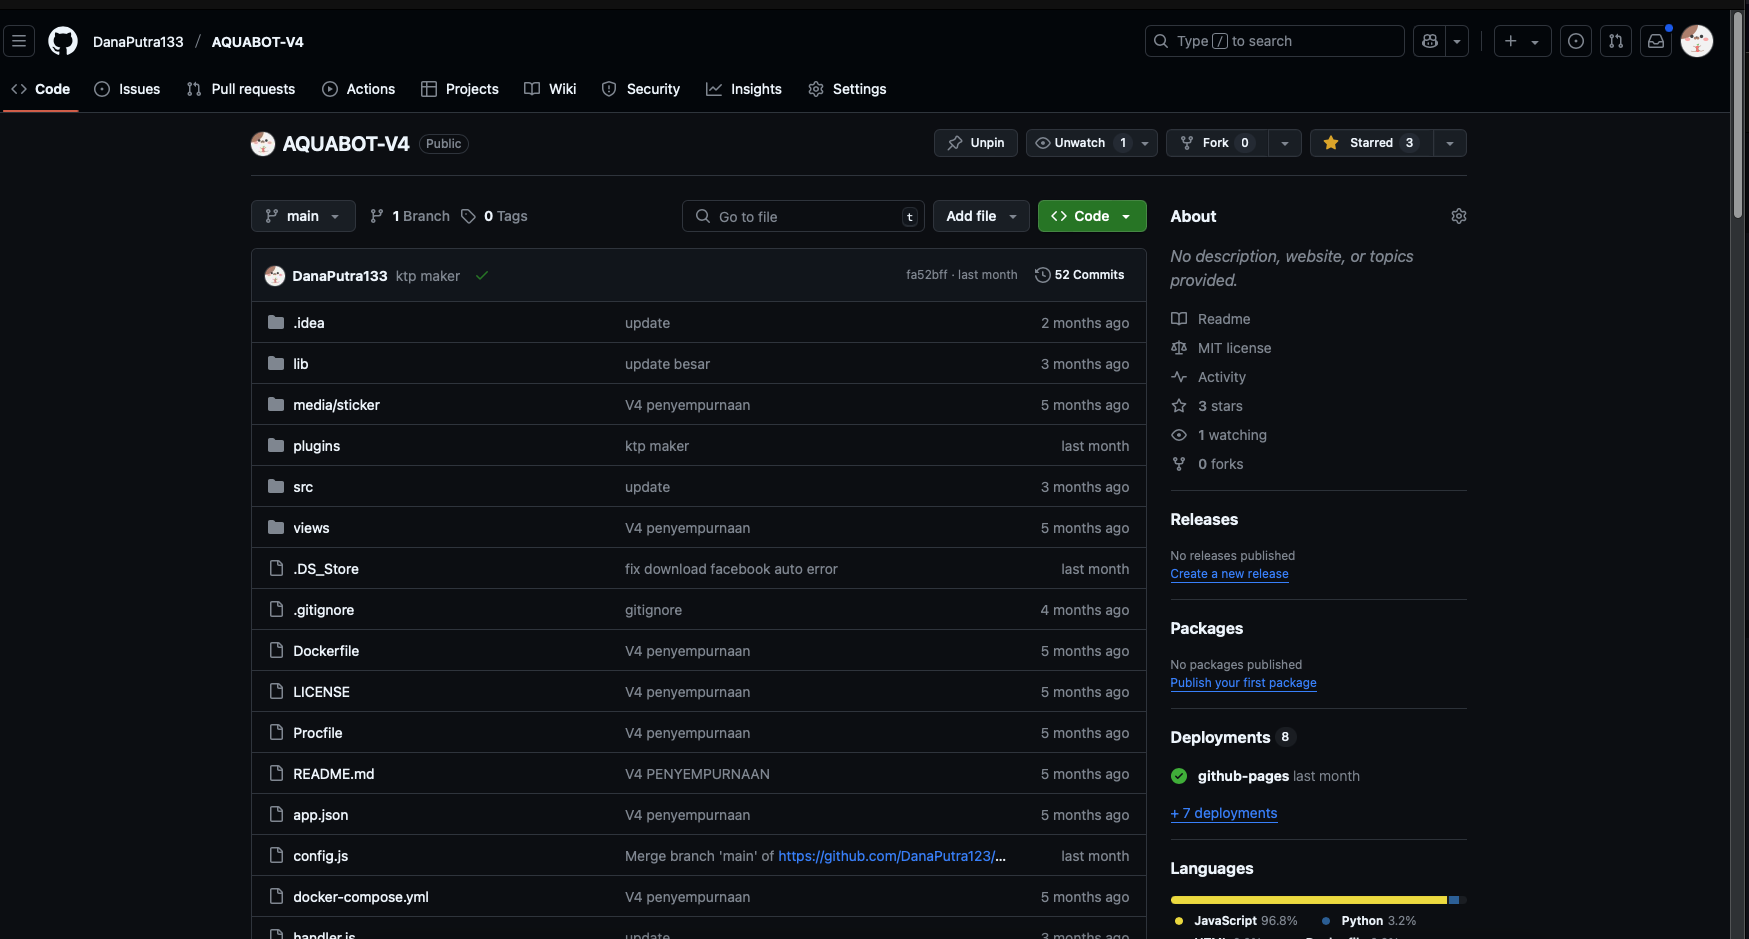 DanaPutra133 / AQUABOT-V4
Type / to search
Code Issues Pull requests Actions Projects Wiki Security Insights Settings
AQUABOT-V4 Public
Unpin Unwatch 1 Fork 0 Starred 3
main 1 Branch 0 Tags
Go to file t Add file Code
DanaPutra133 ktp maker fa52bff · last month 52 Commits
.idea update 2 months ago
lib update besar 3 months ago
media/sticker V4 penyempurnaan 5 months ago
plugins ktp maker last month
src update 3 months ago
views V4 penyempurnaan 5 months ago
.DS_Store fix download facebook auto error last month
.gitignore gitignore 4 months ago
Dockerfile V4 penyempurnaan 5 months ago
LICENSE V4 penyempurnaan 5 months ago
Procfile V4 penyempurnaan 5 months ago
README.md V4 PENYEMPURNAAN 5 months ago
app.json V4 penyempurnaan 5 months ago
config.js Merge branch 'main' of https://github.com/DanaPutra123/... last month
docker-compose.yml V4 penyempurnaan 5 months ago
handler.js update 3 months ago
About
No description, website, or topics
provided.
Readme
MIT license
Activity
3 stars
1 watching
0 forks
Releases
No releases published
Create a new release
Packages
No packages published
Publish your first package
Deployments 8
github-pages last month
+ 7 deployments
Languages
JavaScript 96.8% Python 3.2%